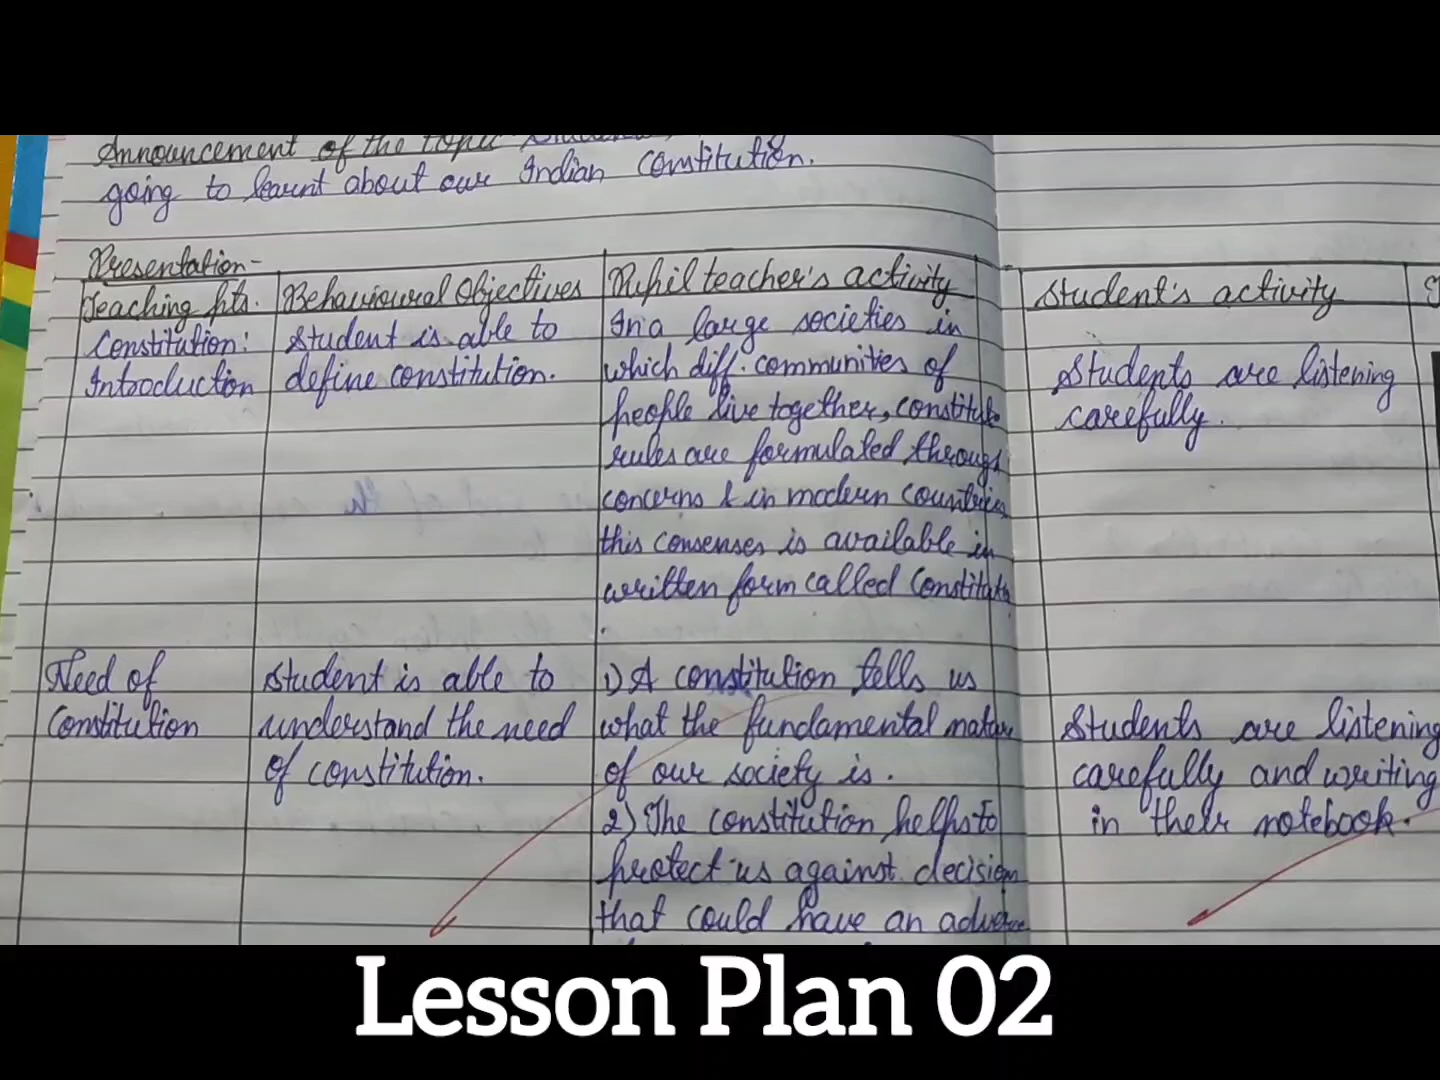 Announcement of the topic
going to learnt about our Indian Constitution.
Presentation-
Teaching pts.
Behavioural Objectives
Pupil teacher's activity
Student's activity
Constitution:
Introduction
Student is able to
define constitution.
In a large societies in
which diff. communities of
people live together,
rules are formulated through
concerns & in modern countries
this consenses is available in
written form called
Students are listening
carefully.
Need of
Constitution
Student is able to
understand the need
of constitution.
1) A constitution tells us
what the fundamental nature
of our society is.
2) The constitution helps to
protect us against decision
that could have an
Students are listening
carefully and writing
in their notebook.
Lesson Plan 02